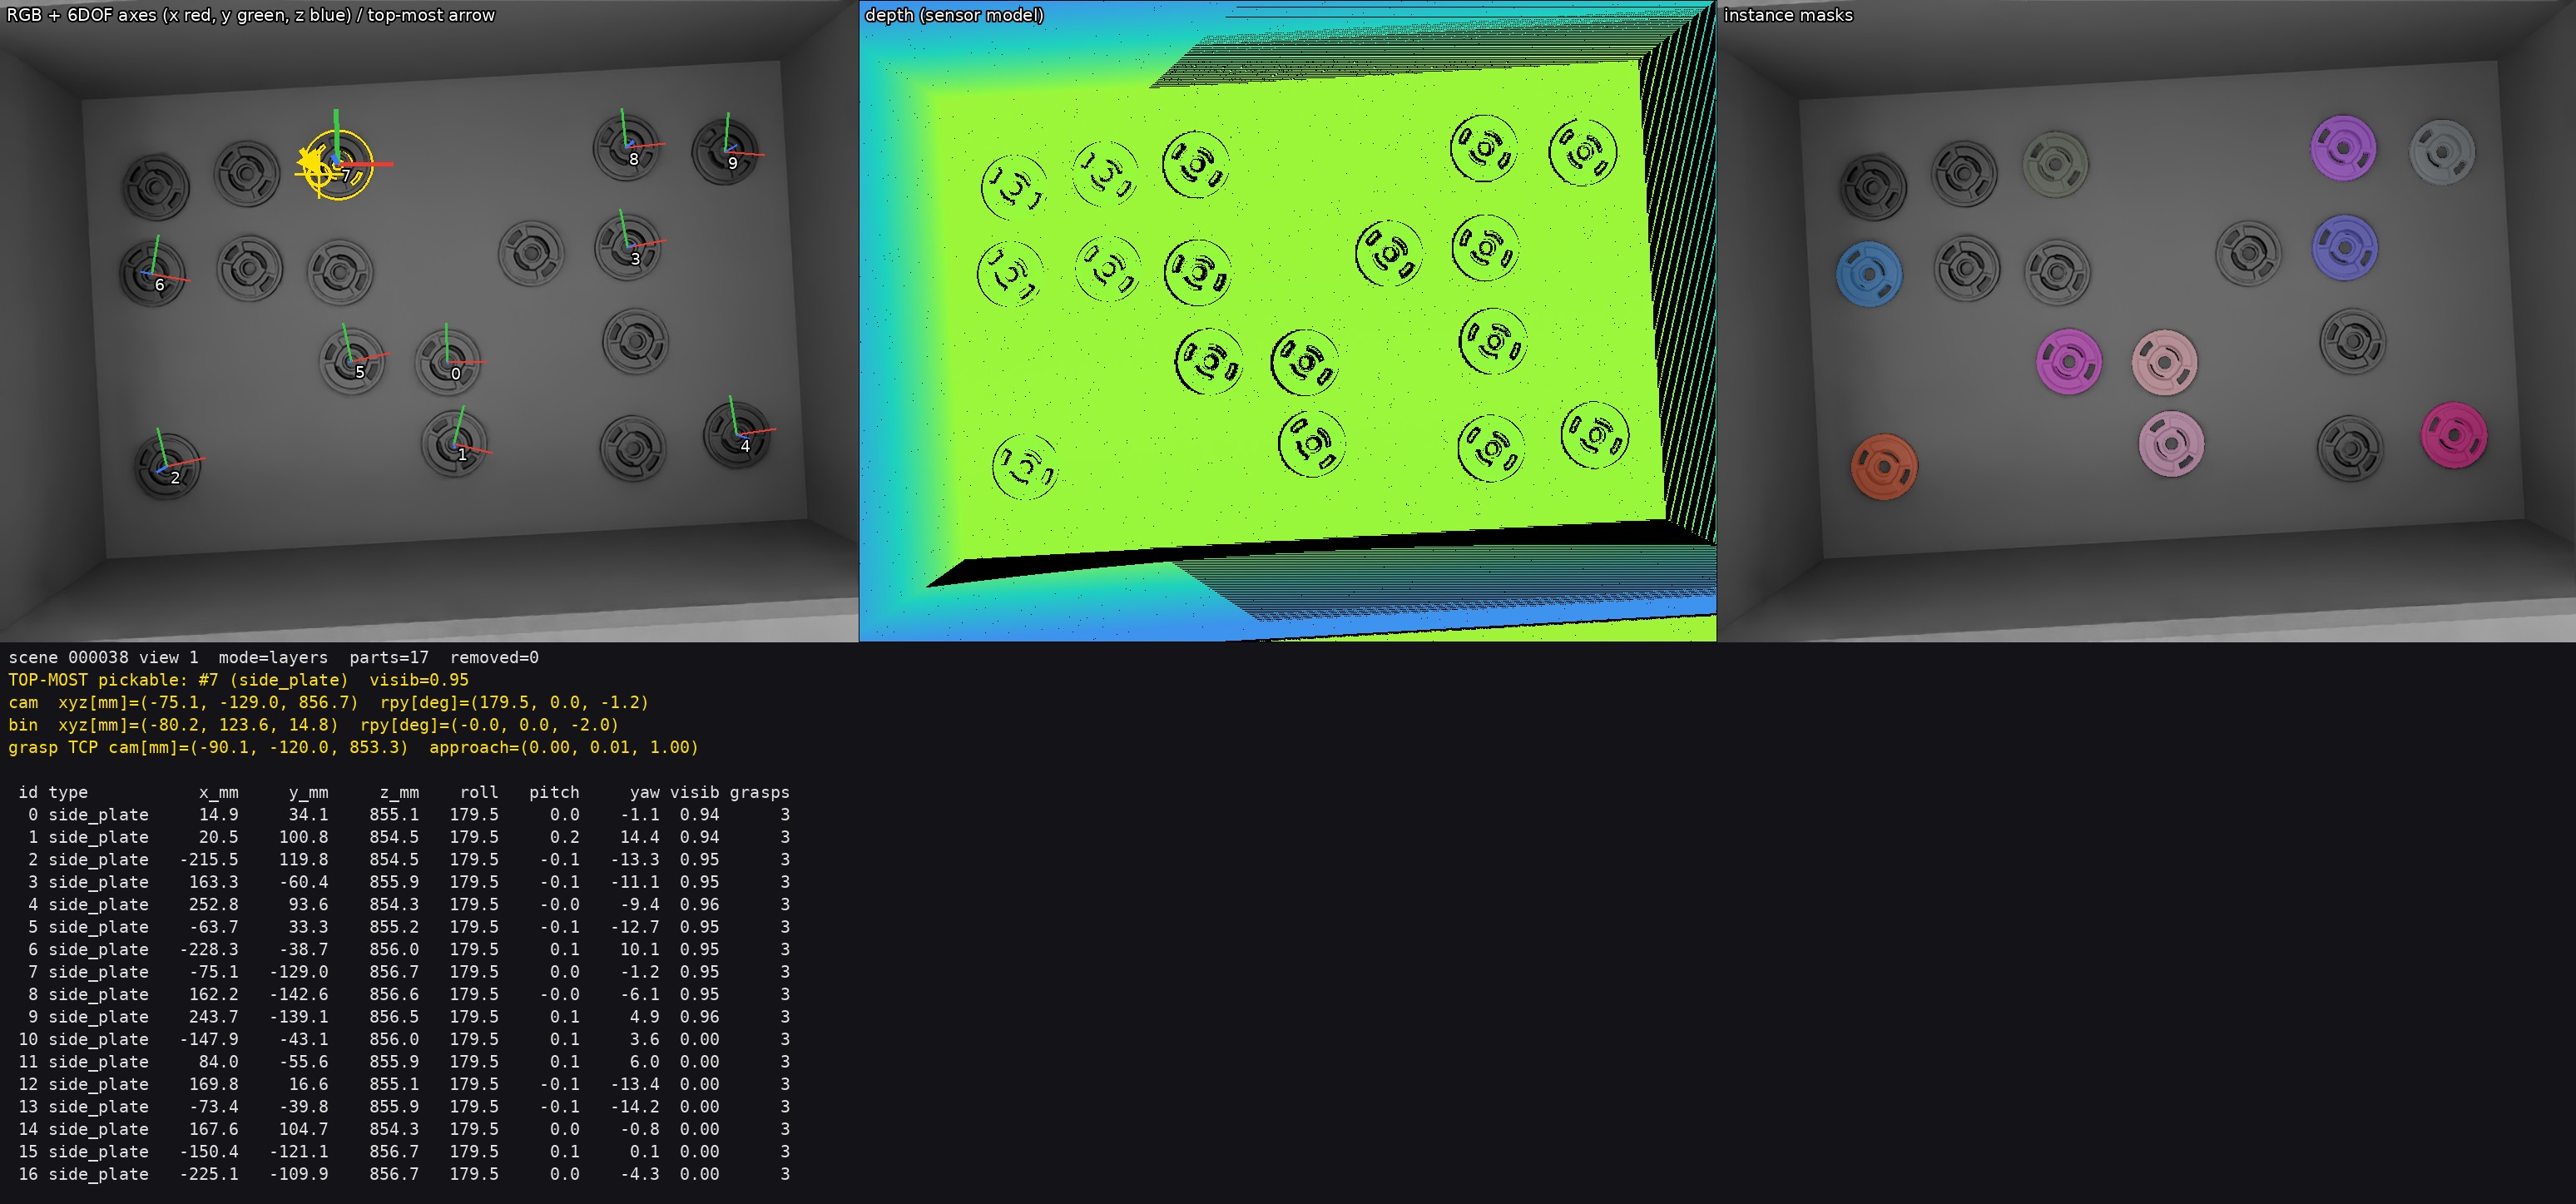 RGB + 6DOF axes (x red, y green, z blue) / top-most arrow
depth (sensor model)
instance masks
7
8
9
3
6
5
0
1
4
2
scene 000038 view 1  mode=layers  parts=17  removed=0
TOP-MOST pickable: #7 (side_plate)  visib=0.95
cam  xyz[mm]=(-75.1, -129.0, 856.7)  rpy[deg]=(179.5, 0.0, -1.2)
bin  xyz[mm]=(-80.2, 123.6, 14.8)  rpy[deg]=(-0.0, 0.0, -2.0)
grasp TCP cam[mm]=(-90.1, -120.0, 853.3)  approach=(0.00, 0.01, 1.00)
id type x_mm y_mm z_mm roll pitch yaw visib grasps
0 side_plate 14.9 34.1 855.1 179.5 0.0 -1.1 0.94 3
1 side_plate 20.5 100.8 854.5 179.5 0.2 14.4 0.94 3
2 side_plate -215.5 119.8 854.5 179.5 -0.1 -13.3 0.95 3
3 side_plate 163.3 -60.4 855.9 179.5 -0.1 -11.1 0.95 3
4 side_plate 252.8 93.6 854.3 179.5 -0.0 -9.4 0.96 3
5 side_plate -63.7 33.3 855.2 179.5 -0.1 -12.7 0.95 3
6 side_plate -228.3 -38.7 856.0 179.5 0.1 10.1 0.95 3
7 side_plate -75.1 -129.0 856.7 179.5 0.0 -1.2 0.95 3
8 side_plate 162.2 -142.6 856.6 179.5 -0.0 -6.1 0.95 3
9 side_plate 243.7 -139.1 856.5 179.5 0.1 4.9 0.96 3
10 side_plate -147.9 -43.1 856.0 179.5 0.1 3.6 0.00 3
11 side_plate 84.0 -55.6 855.9 179.5 0.1 6.0 0.00 3
12 side_plate 169.8 16.6 855.1 179.5 -0.1 -13.4 0.00 3
13 side_plate -73.4 -39.8 855.9 179.5 -0.1 -14.2 0.00 3
14 side_plate 167.6 104.7 854.3 179.5 0.0 -0.8 0.00 3
15 side_plate -150.4 -121.1 856.7 179.5 0.1 0.1 0.00 3
16 side_plate -225.1 -109.9 856.7 179.5 0.0 -4.3 0.00 3